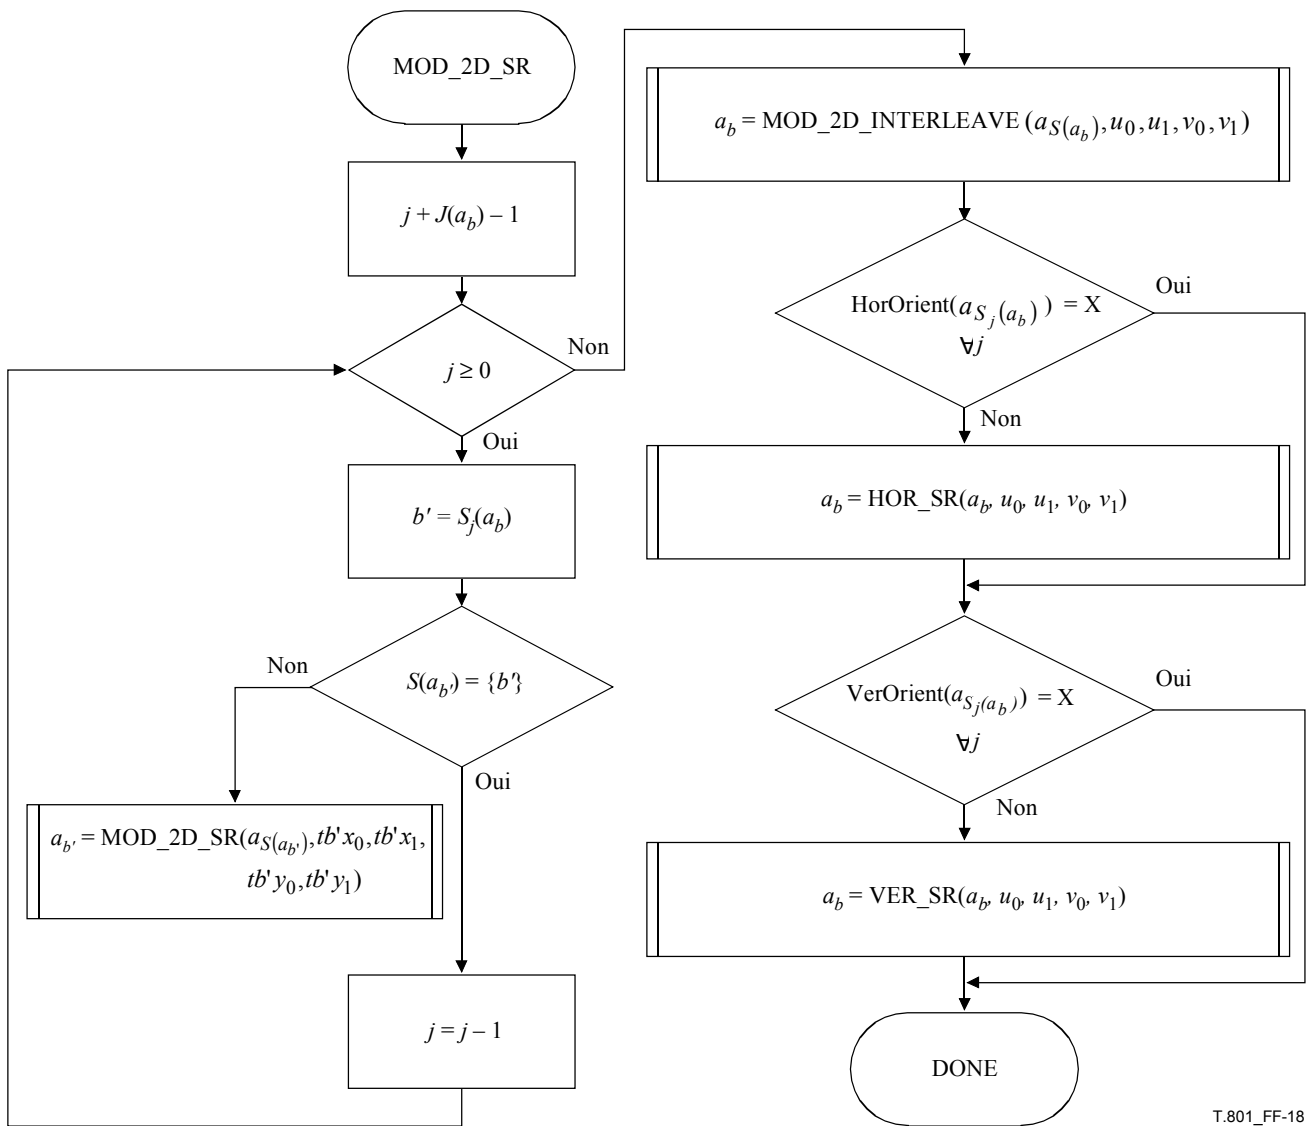 MOD_2D_SR
j + J(a_b) – 1
j ≥ 0
Non
Oui
b′ = S_j(a_b)
S(a_b′) = {b′}
Non
Oui
a_b′ = MOD_2D_SR(a_S(a_b′), tb′x_0, tb′x_1,
tb′y_0, tb′y_1)
j = j – 1
a_b = MOD_2D_INTERLEAVE (a_S(a_b), u_0, u_1, v_0, v_1)
HorOrient(a_S_j(a_b)) = X
∀j
Oui
Non
a_b = HOR_SR(a_b, u_0, u_1, v_0, v_1)
VerOrient(a_S_j(a_b)) = X
∀j
Oui
Non
a_b = VER_SR(a_b, u_0, u_1, v_0, v_1)
DONE
T.801_FF-18